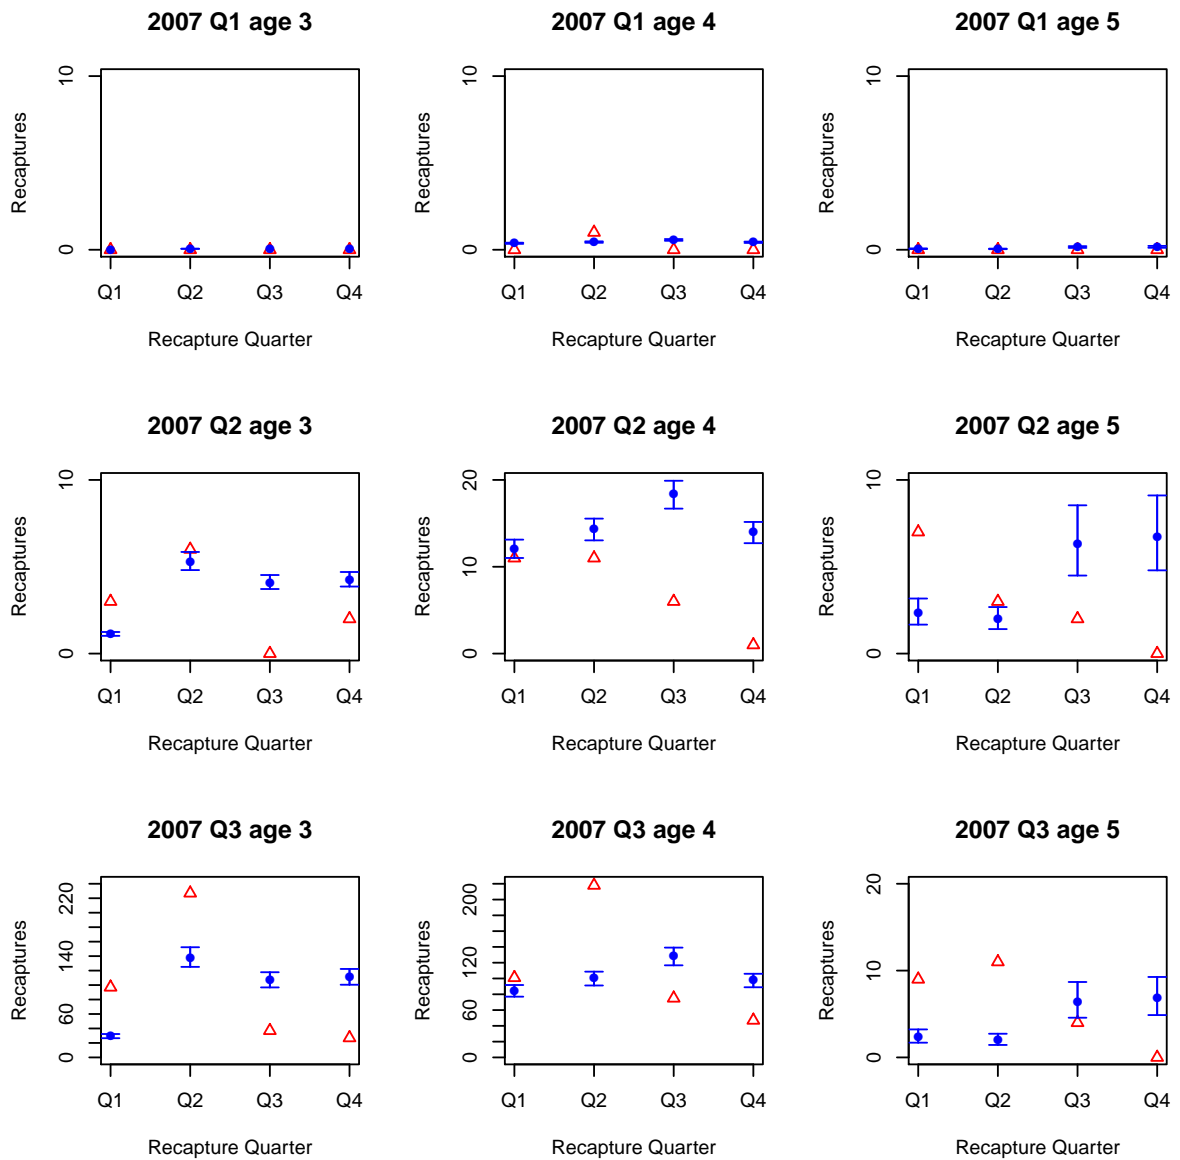 2007 Q1 age 3
2007 Q1 age 4
2007 Q1 age 5
Recaptures
10
0
Q1 Q2 Q3 Q4
Recapture Quarter
Recaptures
10
0
Q1 Q2 Q3 Q4
Recapture Quarter
Recaptures
10
0
Q1 Q2 Q3 Q4
Recapture Quarter
2007 Q2 age 3
2007 Q2 age 4
2007 Q2 age 5
Recaptures
10
0
Q1 Q2 Q3 Q4
Recapture Quarter
Recaptures
20
10
0
Q1 Q2 Q3 Q4
Recapture Quarter
Recaptures
10
0
Q1 Q2 Q3 Q4
Recapture Quarter
2007 Q3 age 3
2007 Q3 age 4
2007 Q3 age 5
Recaptures
220
140
60
0
Q1 Q2 Q3 Q4
Recapture Quarter
Recaptures
200
120
60
0
Q1 Q2 Q3 Q4
Recapture Quarter
Recaptures
20
10
0
Q1 Q2 Q3 Q4
Recapture Quarter